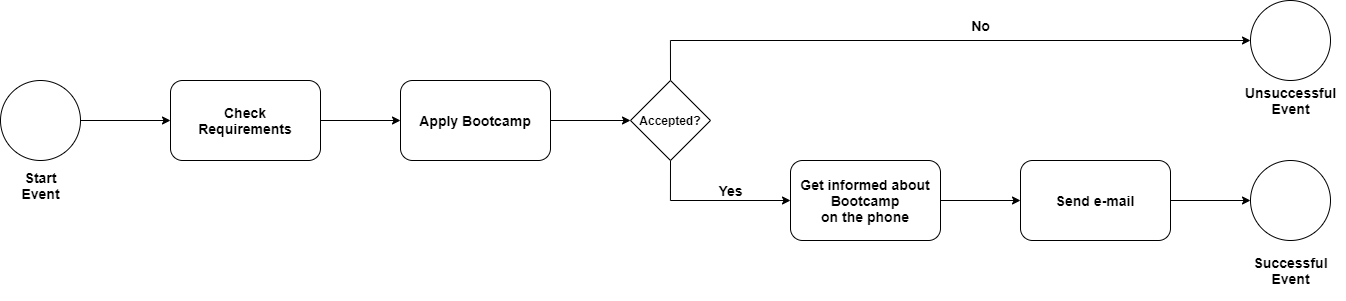 Start
Event
Check
Requirements
Apply Bootcamp
Accepted?
No
Unsuccessful
Event
Yes
Get informed about
Bootcamp
on the phone
Send e-mail
Successful
Event